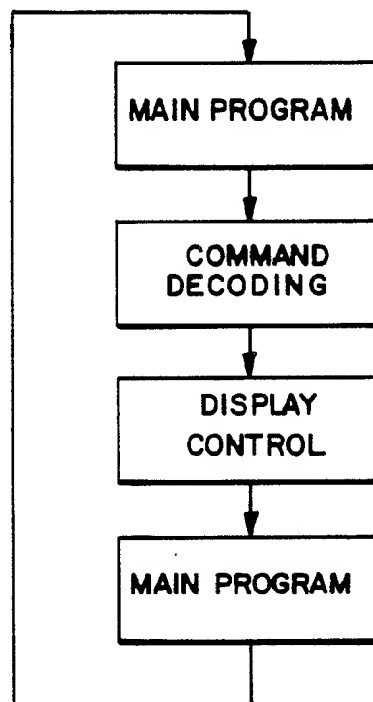 MAIN PROGRAM
COMMAND
DECODING
DISPLAY
CONTROL
MAIN PROGRAM